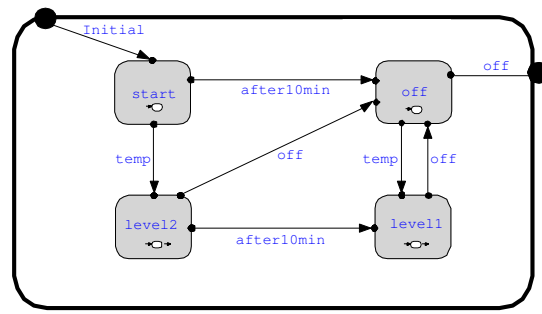 Initial
off
start
after10min
off
temp
off
temp
off
level2
after10min
level1